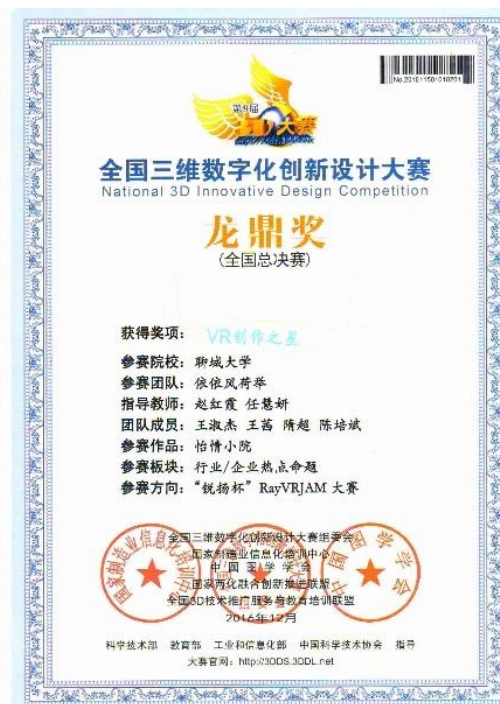 第9届
3D大赛
全国三维数字化创新设计大赛
National 3D Innovative Design Competition
龙鼎奖
(全国总决赛)
获得奖项: VR创作之星
参赛院校: 聊城大学
参赛团队: 依依风荷举
指导教师: 赵红霞 任慧妍
团队成员: 王淑杰 王茜 隋超 陈培斌
参赛作品: 怡情小院
参赛板块: 行业/企业热点命题
参赛方向: “锐扬杯”RayVRJAM 大赛
全国三维数字化创新设计大赛组委会
国家制造业信息化培训中心
中国图学学会
国家两化融合创新推进联盟
全国3D技术推广服务与教育培训联盟
2016年12月
科学技术部 教育部 工业和信息化部 中国科学技术协会 指导
大赛官网: http://3DDS.3DDL.net